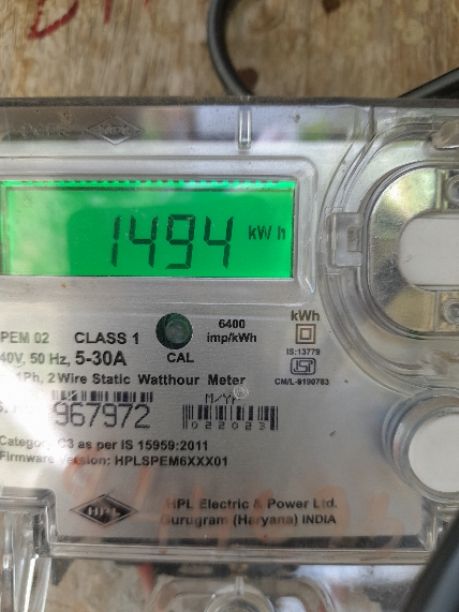 1494 kWh
PEM 02 CLASS 1 6400 imp/kWh kWh
40V, 50 Hz, 5-30A CAL IS:13779
1Ph, 2 Wire Static Watthour Meter CM/L-9190783
967972 M/Yr
022023
Category C3 as per IS 15959:2011
Firmware Version: HPLSPEM6XXX01
HPL HPL Electric & Power Ltd.
Gurugram (Haryana) INDIA